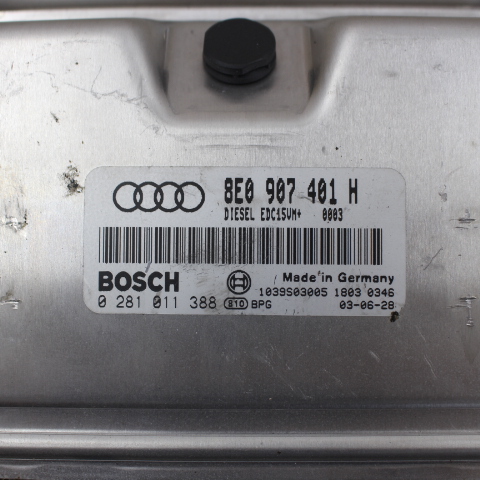 8E0 907 401 H
DIESEL EDC15VM+ 0003
BOSCH
Made in Germany
0 281 011 388
1039S03005 1803 0346
e10 BPG
03-06-28